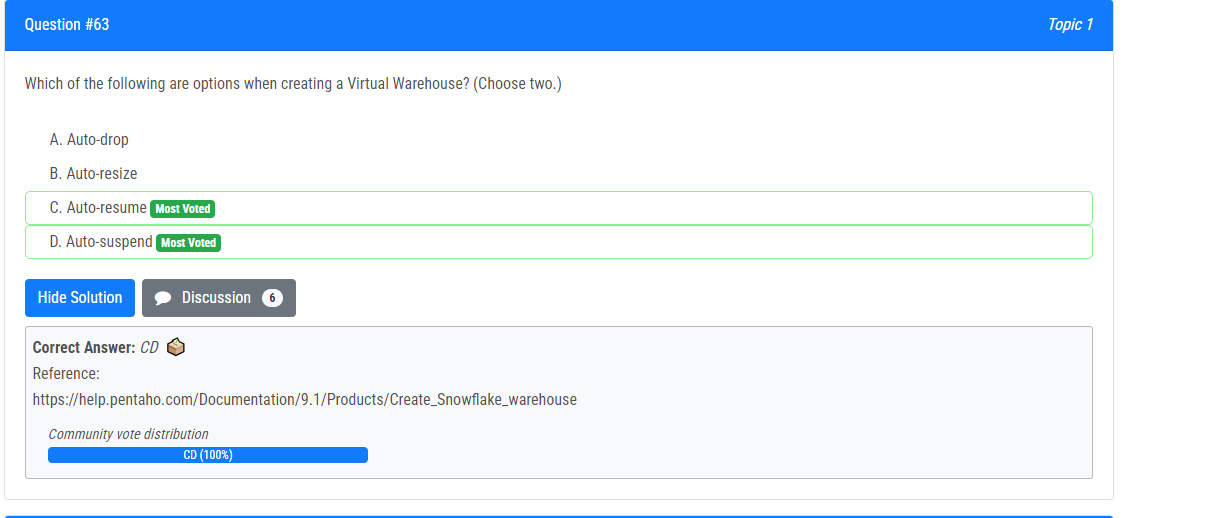 Question #63
Topic 1
Which of the following are options when creating a Virtual Warehouse? (Choose two.)
A. Auto-drop
B. Auto-resize
C. Auto-resume Most Voted
D. Auto-suspend Most Voted
Hide Solution Discussion 6
Correct Answer: CD
Reference:
https://help.pentaho.com/Documentation/9.1/Products/Create_Snowflake_warehouse
Community vote distribution
CD (100%)